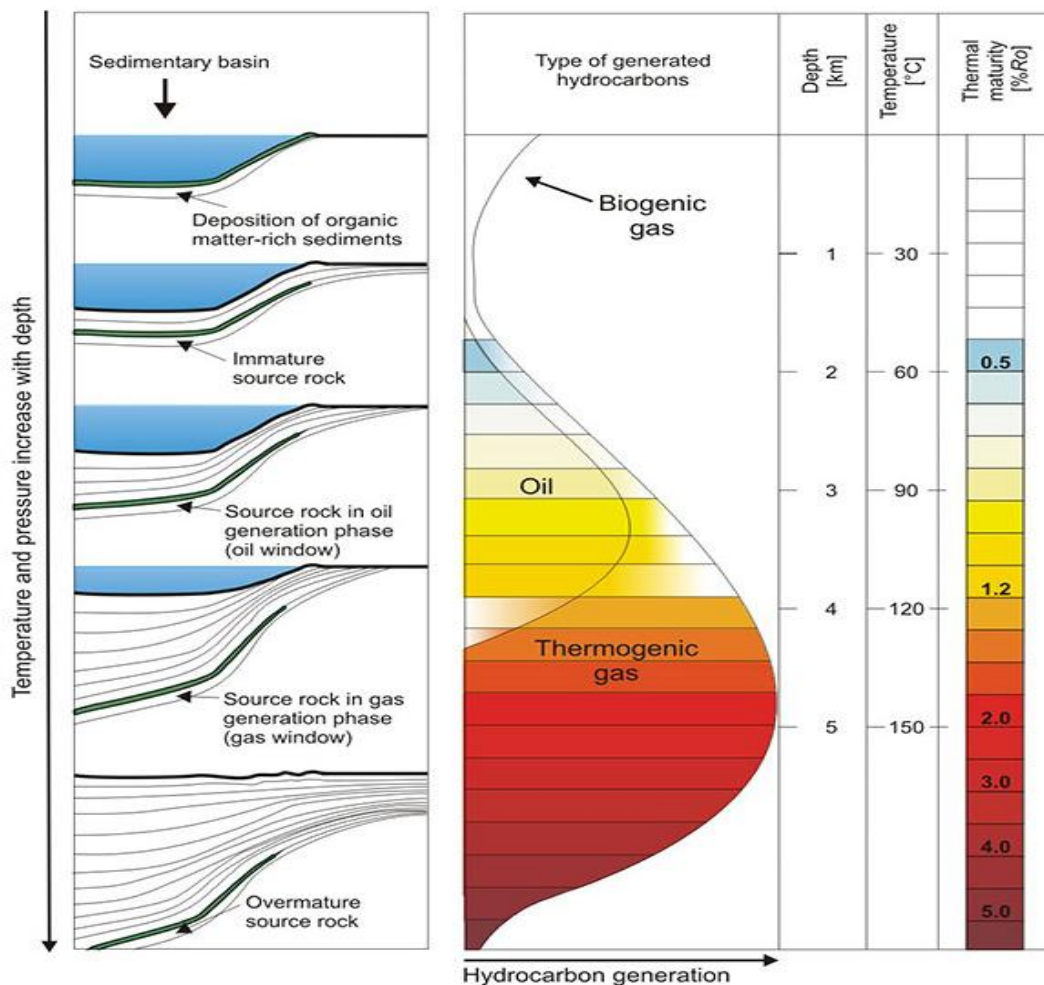 Temperature and pressure increase with depth
Sedimentary basin
Deposition of organic
matter-rich sediments
Immature
source rock
Source rock in oil
generation phase
(oil window)
Source rock in gas
generation phase
(gas window)
Overmature
source rock
Type of generated
hydrocarbons
Biogenic
gas
Oil
Thermogenic
gas
Hydrocarbon generation
Depth
[km]
1
2
3
4
5
Temperature
[°C]
30
60
90
120
150
Thermal
maturity
[%Ro]
0.5
1.2
2.0
3.0
4.0
5.0